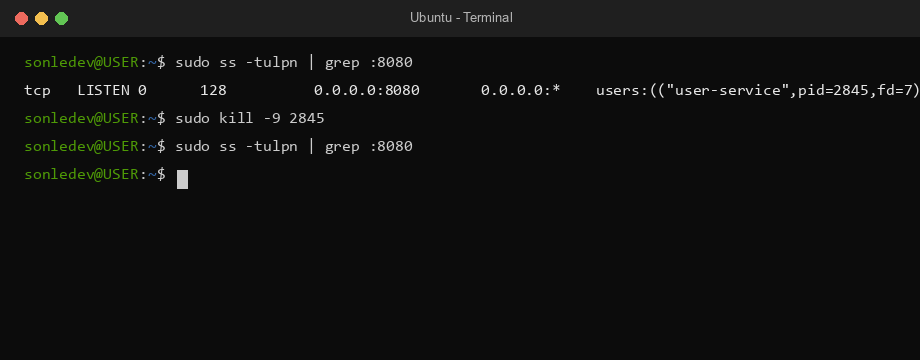 Ubuntu - Terminal
sonledev@USER:~$ sudo ss -tulpn | grep :8080
tcp   LISTEN 0      128          0.0.0.0:8080       0.0.0.0:*    users:(("user-service",pid=2845,fd=7)
sonledev@USER:~$ sudo kill -9 2845
sonledev@USER:~$ sudo ss -tulpn | grep :8080
sonledev@USER:~$